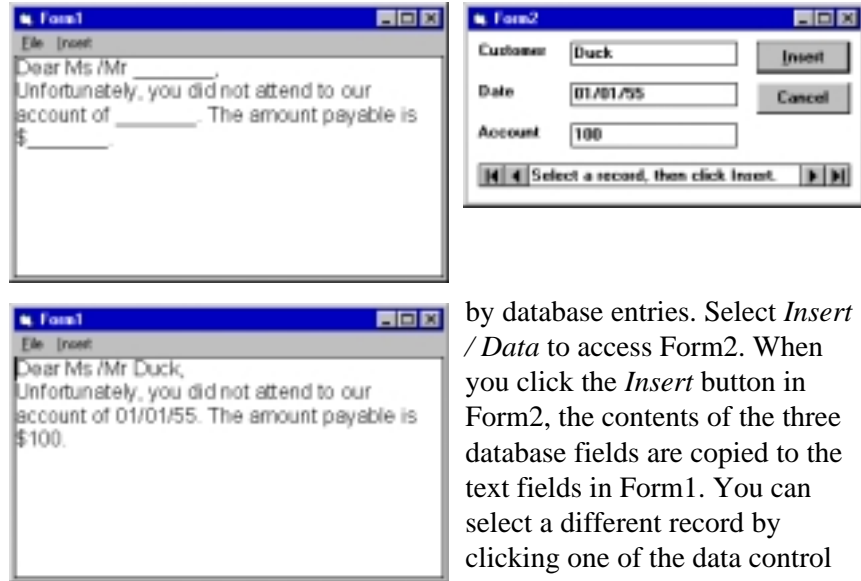 Form1
File Insert
Dear Ms /Mr ________,
Unfortunately, you did not attend to our
account of ________. The amount payable is
$________.
Form2
Customer Duck Insert
Date 01/01/55 Cancel
Account 100
Select a record, then click Insert.
Form1
File Insert
Dear Ms /Mr Duck,
Unfortunately, you did not attend to our
account of 01/01/55. The amount payable is
$100.
by database entries. Select Insert
/ Data to access Form2. When
you click the Insert button in
Form2, the contents of the three
database fields are copied to the
text fields in Form1. You can
select a different record by
clicking one of the data control